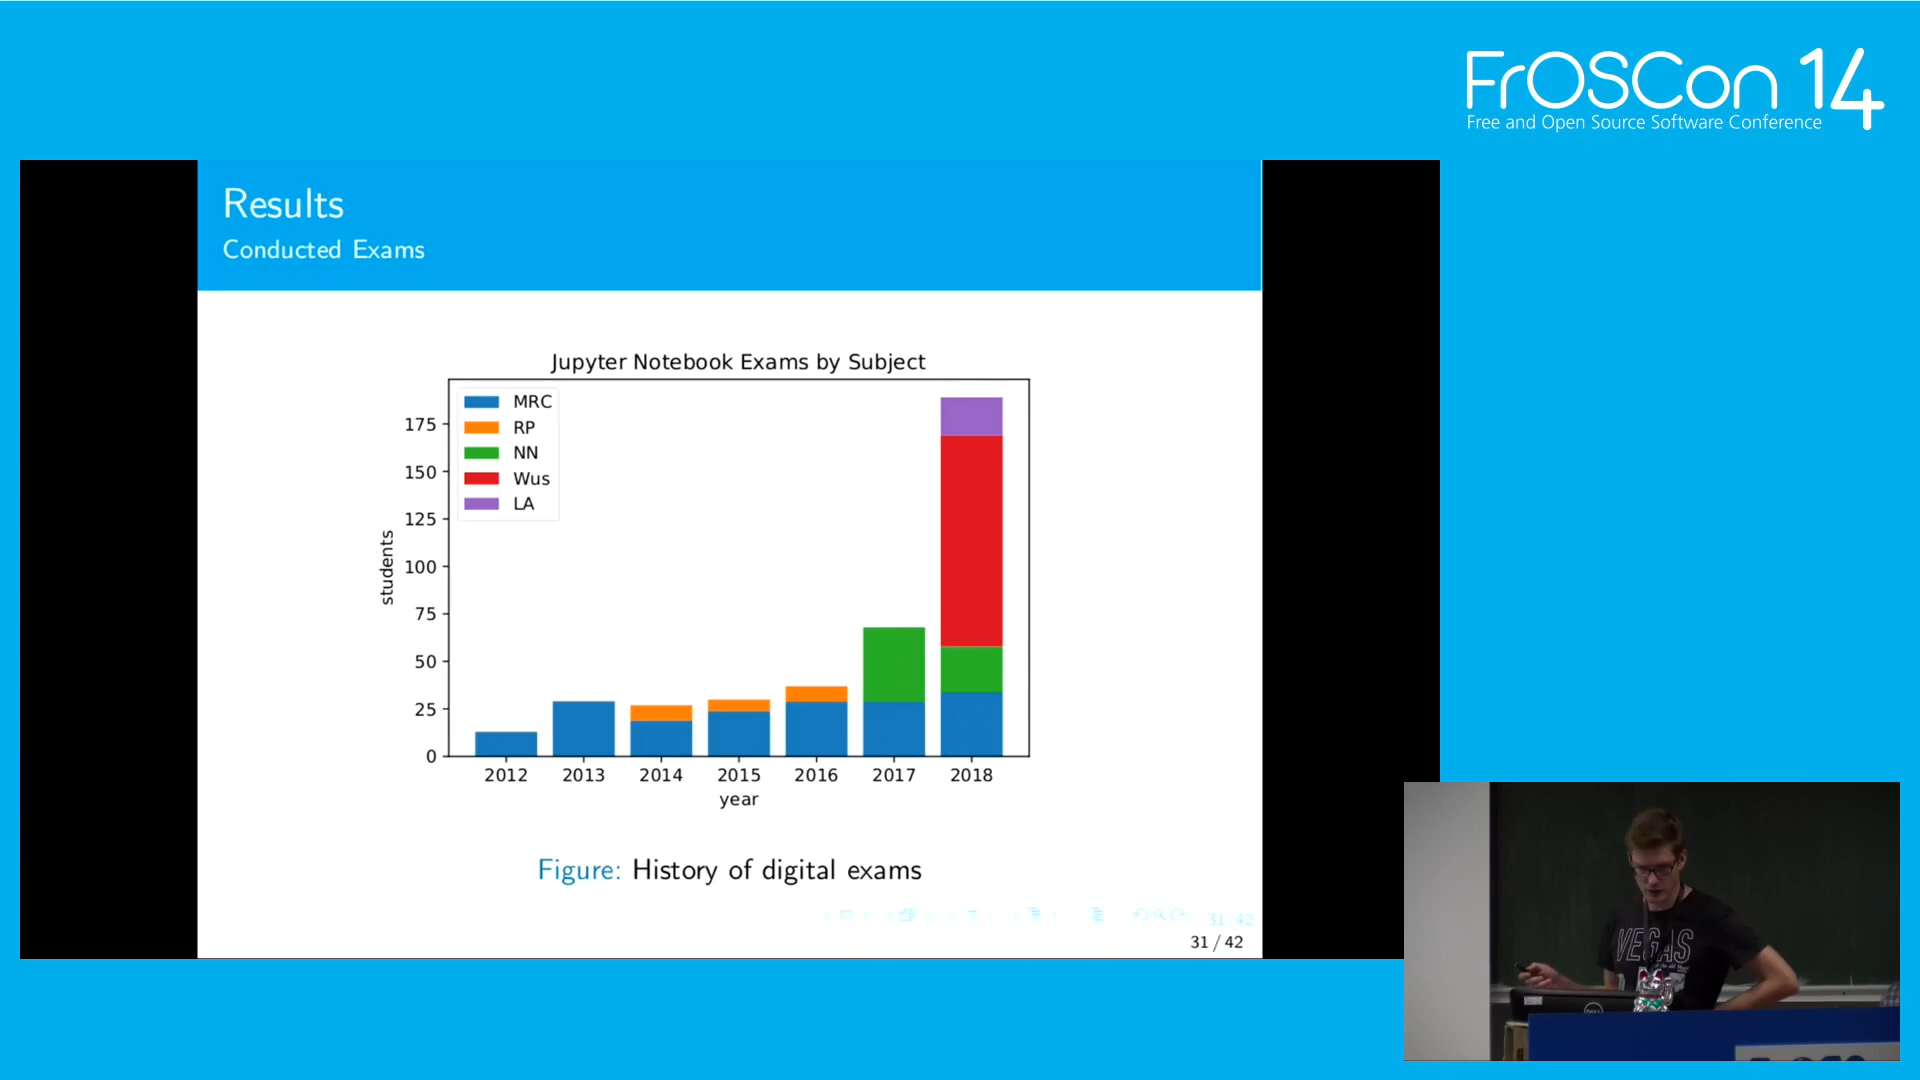 FrOSCon 14
Free and Open Source Software Conference
Results
Conducted Exams
Jupyter Notebook Exams by Subject
MRC
RP
NN
Wus
LA
175
150
125
100
75
50
25
0
students
2012 2013 2014 2015 2016 2017 2018
year
Figure: History of digital exams
31/42
31 / 42
VEGAS
DELL